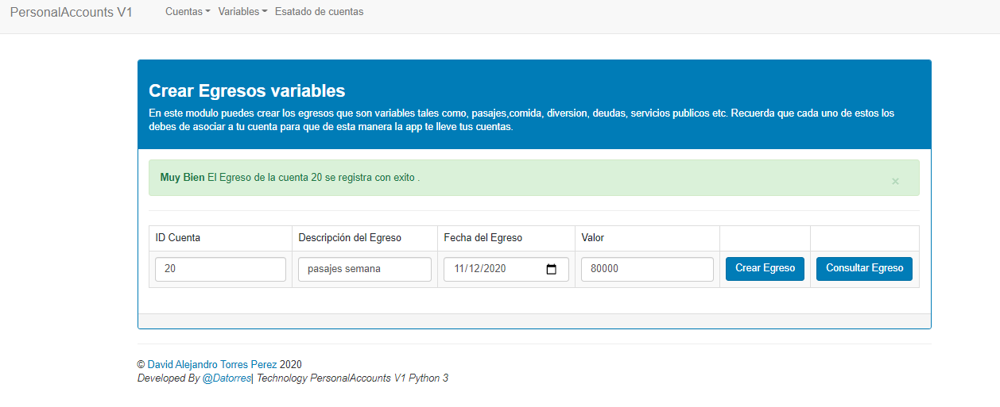 PersonalAccounts V1 Cuentas Variables Esatado de cuentas
Crear Egresos variables
En este modulo puedes crear los egresos que son variables tales como, pasajes,comida, diversion, deudas, servicios publicos etc. Recuerda que cada uno de estos los
debes de asociar a tu cuenta para que de esta manera la app te lleve tus cuentas.
Muy Bien El Egreso de la cuenta 20 se registra con exito . ×
ID Cuenta Descripción del Egreso Fecha del Egreso Valor
20 pasajes semana 11/12/2020 80000 Crear Egreso Consultar Egreso
© David Alejandro Torres Perez 2020
Developed By @Datorres| Technology PersonalAccounts V1 Python 3